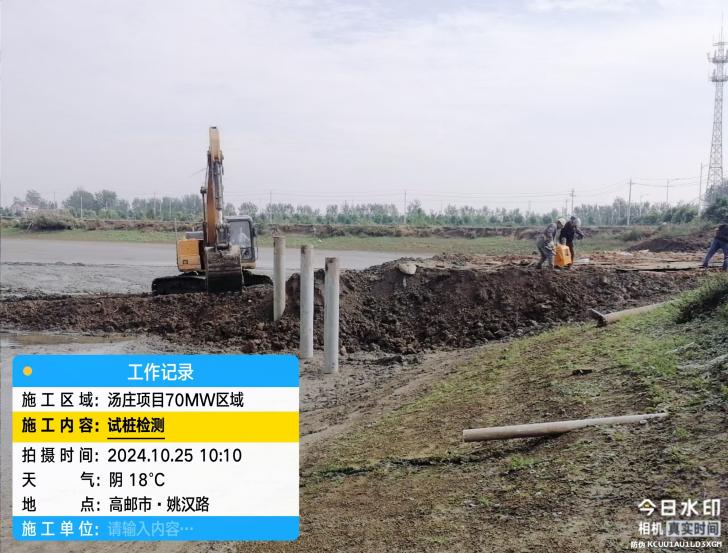 工作记录
施工区域：汤庄项目70MW区域
施工内容：试桩检测
拍摄时间：2024.10.25 10:10
天气：阴 18°C
地点：高邮市·姚汉路
施工单位：请输入内容···
今日水印
相机 真实时间
防伪 KCUU1AU1LD3XGM